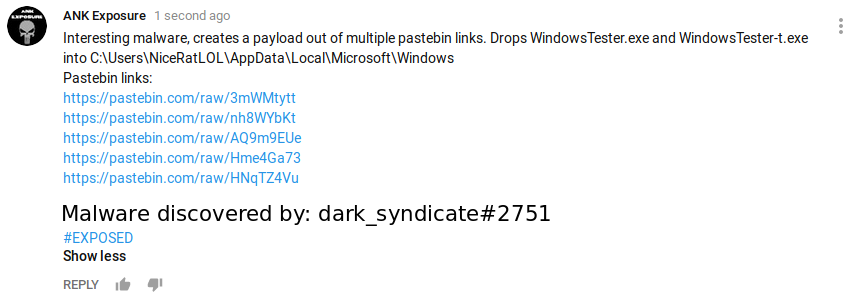 ANK EXPOSURE
ANK Exposure 1 second ago
Interesting malware, creates a payload out of multiple pastebin links. Drops WindowsTester.exe and WindowsTester-t.exe
into C:\Users\NiceRatLOL\AppData\Local\Microsoft\Windows
Pastebin links:
https://pastebin.com/raw/3mWMtytt
https://pastebin.com/raw/nh8WYbKt
https://pastebin.com/raw/AQ9m9EUe
https://pastebin.com/raw/Hme4Ga73
https://pastebin.com/raw/HNqTZ4Vu
Malware discovered by: dark_syndicate#2751
#EXPOSED
Show less
REPLY